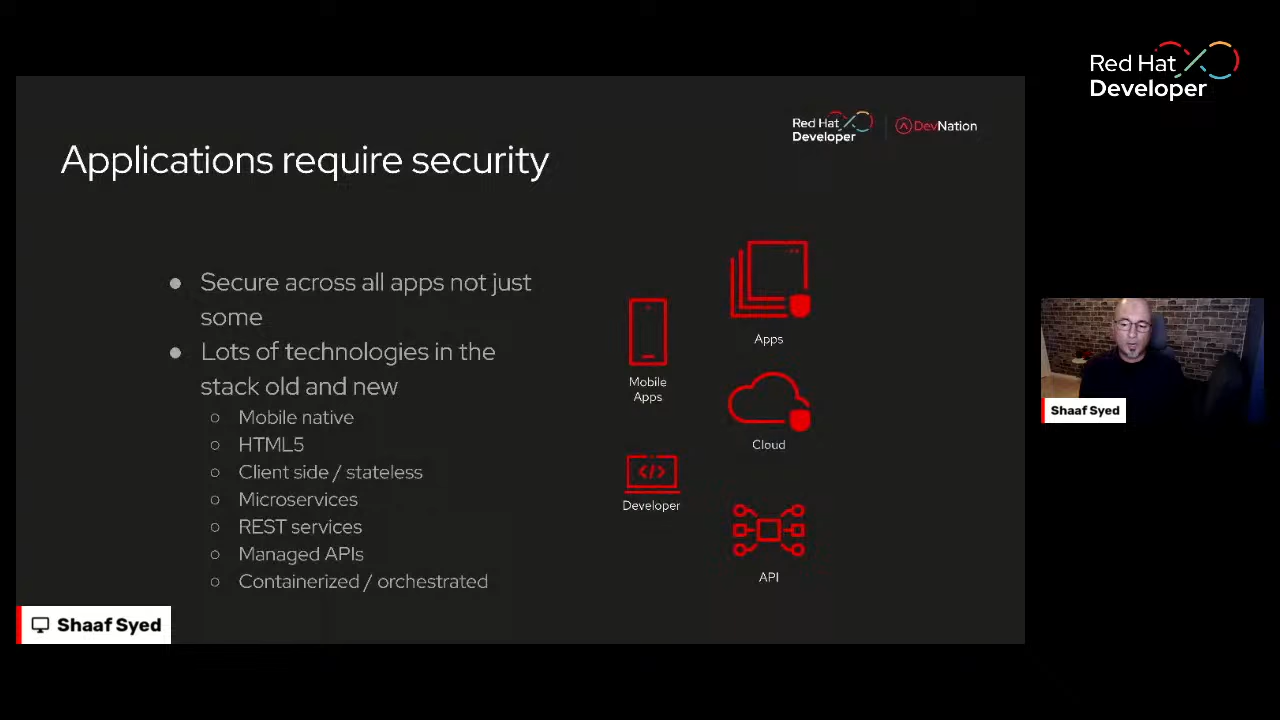 Red Hat
Developer
Red Hat
Developer
DevNation
Applications require security
Secure across all apps not just
some
Lots of technologies in the
stack old and new
Mobile native
HTML5
Client side / stateless
Microservices
REST services
Managed APIs
Containerized / orchestrated
Apps
Mobile
Apps
Cloud
</>
Developer
API
Shaaf Syed
Shaaf Syed